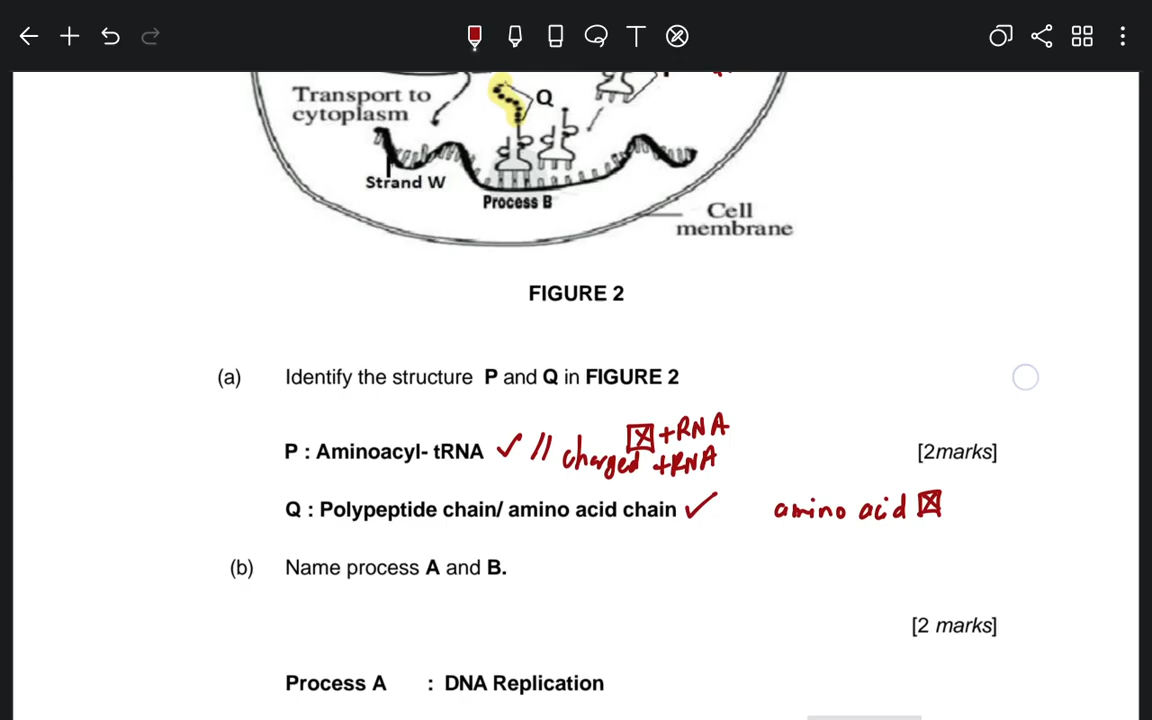 Transport to
cytoplasm
Q
Strand W
Process B
Cell
membrane
FIGURE 2
(a) Identify the structure P and Q in FIGURE 2
☒ tRNA
P : Aminoacyl- tRNA ✓ // charged tRNA [2marks]
Q : Polypeptide chain/ amino acid chain ✓ amino acid ☒
(b) Name process A and B.
[2 marks]
Process A : DNA Replication